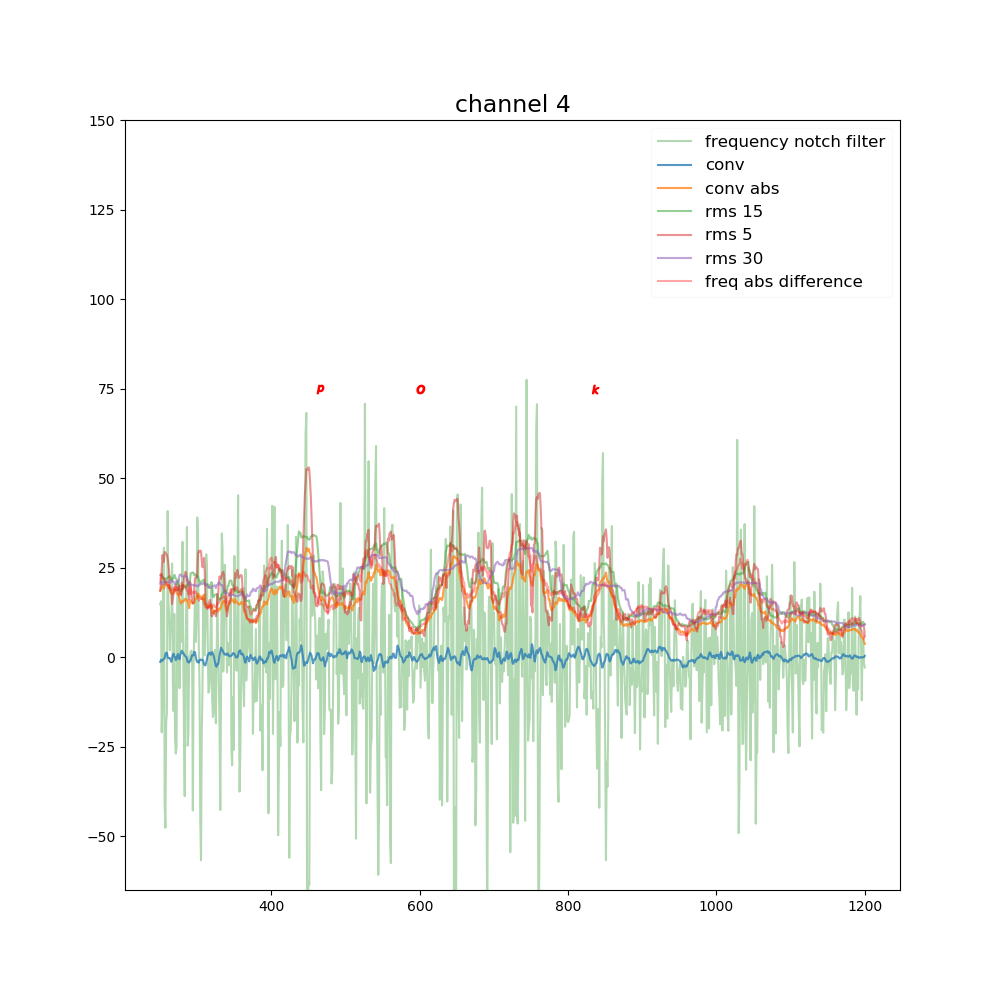 channel 4
150
frequency notch filter
conv
conv abs
rms 15
rms 5
rms 30
freq abs difference
125
100
75
p o k
50
25
0
−25
−50
400 600 800 1000 1200